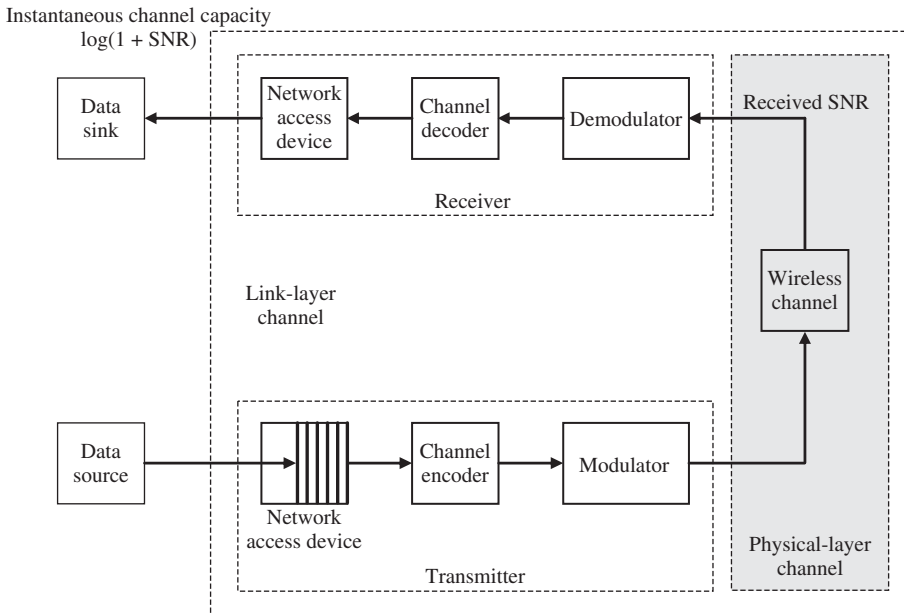 Instantaneous channel capacity
log(1 + SNR)
Data
sink
Network
access
device
Channel
decoder
Demodulator
Received SNR
Receiver
Wireless
channel
Link-layer
channel
Data
source
Network
access device
Channel
encoder
Modulator
Transmitter
Physical-layer
channel